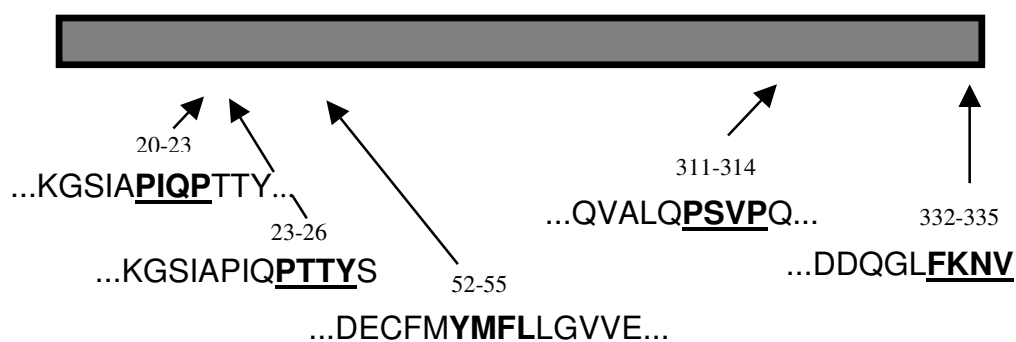 20-23
...KGSIAPIQPTTY...
311-314
...QVALQPSVPQ...
332-335
23-26
...KGSIAPIQPTTYS
...DDQGLFKNV
52-55
...DECFMYMFLLGVVE...